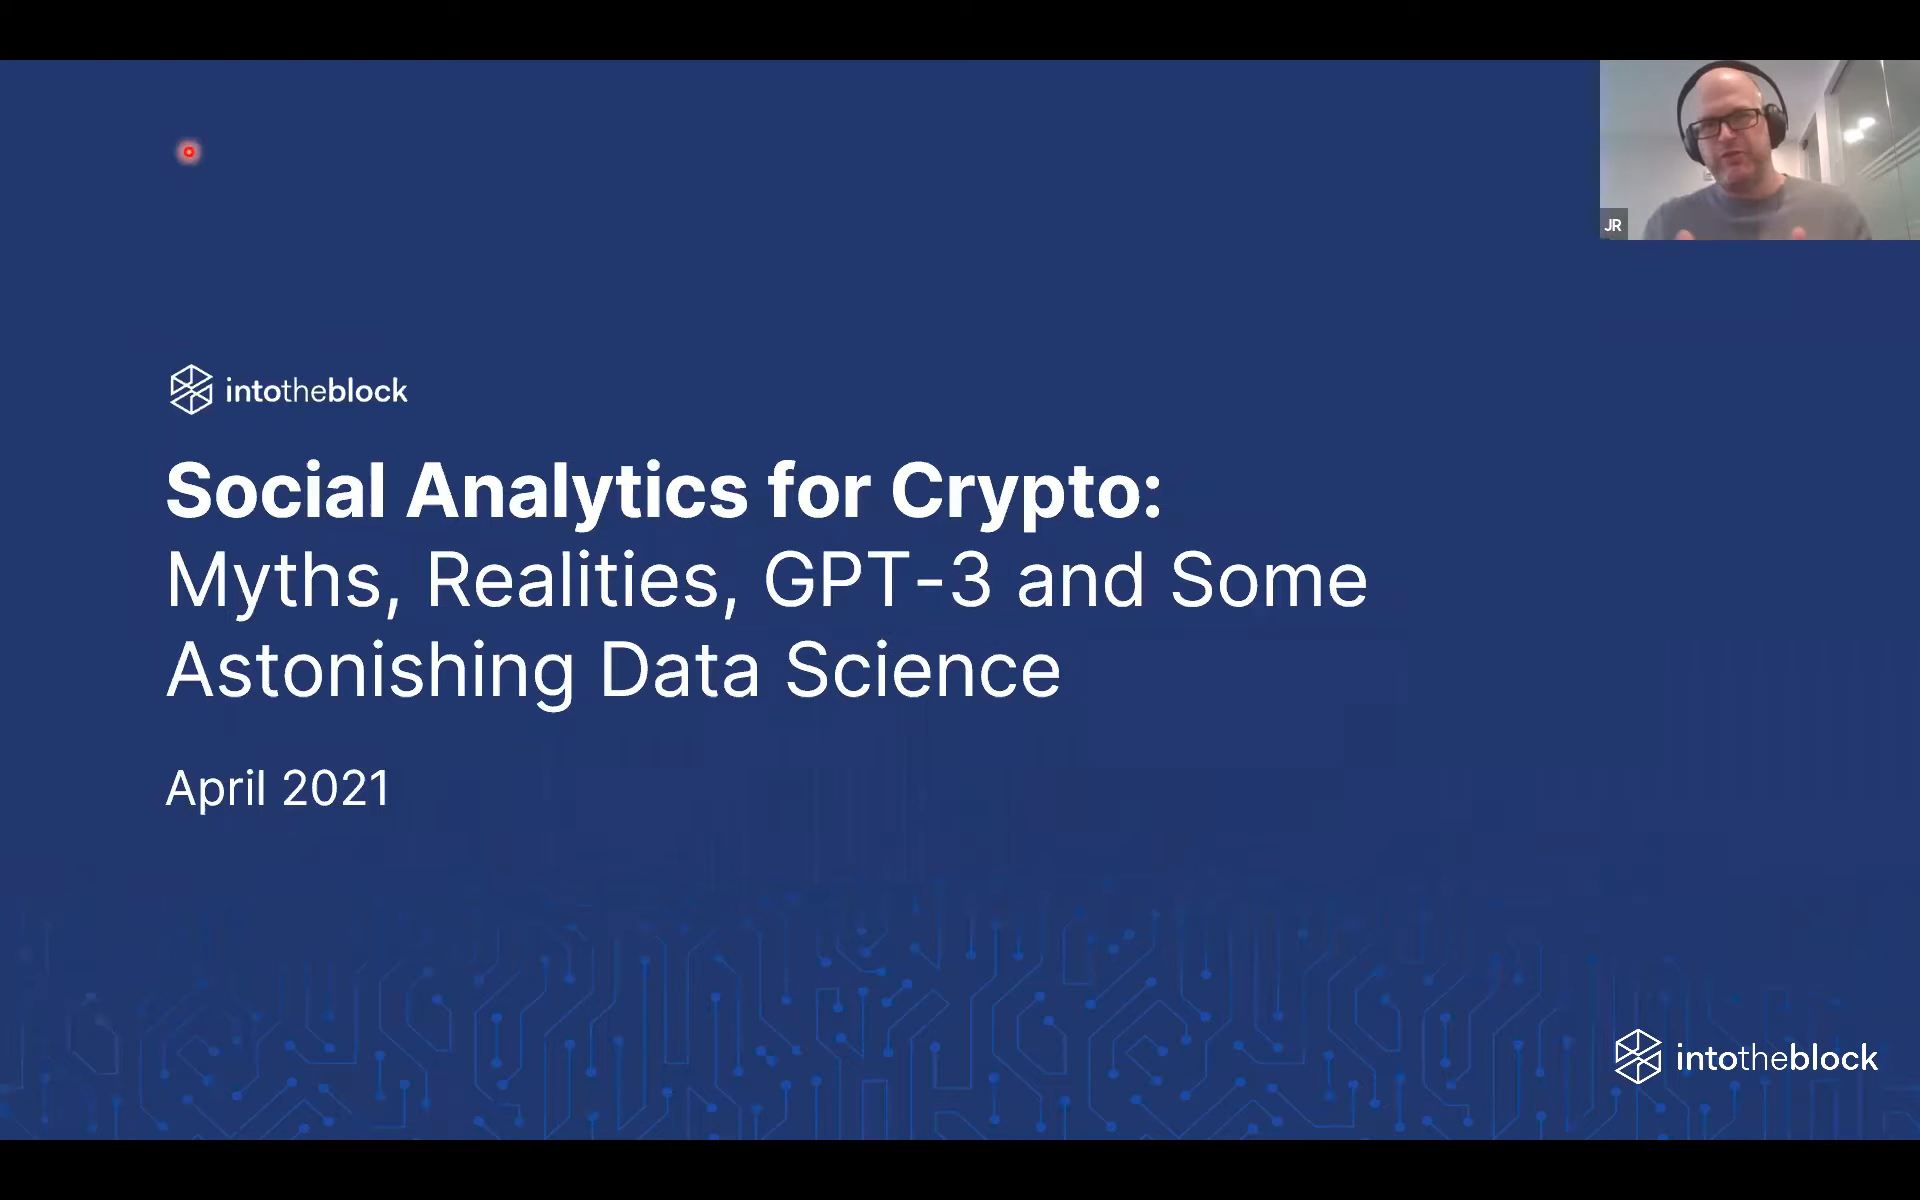 JR
intotheblock
Social Analytics for Crypto:
Myths, Realities, GPT-3 and Some
Astonishing Data Science
April 2021
intotheblock